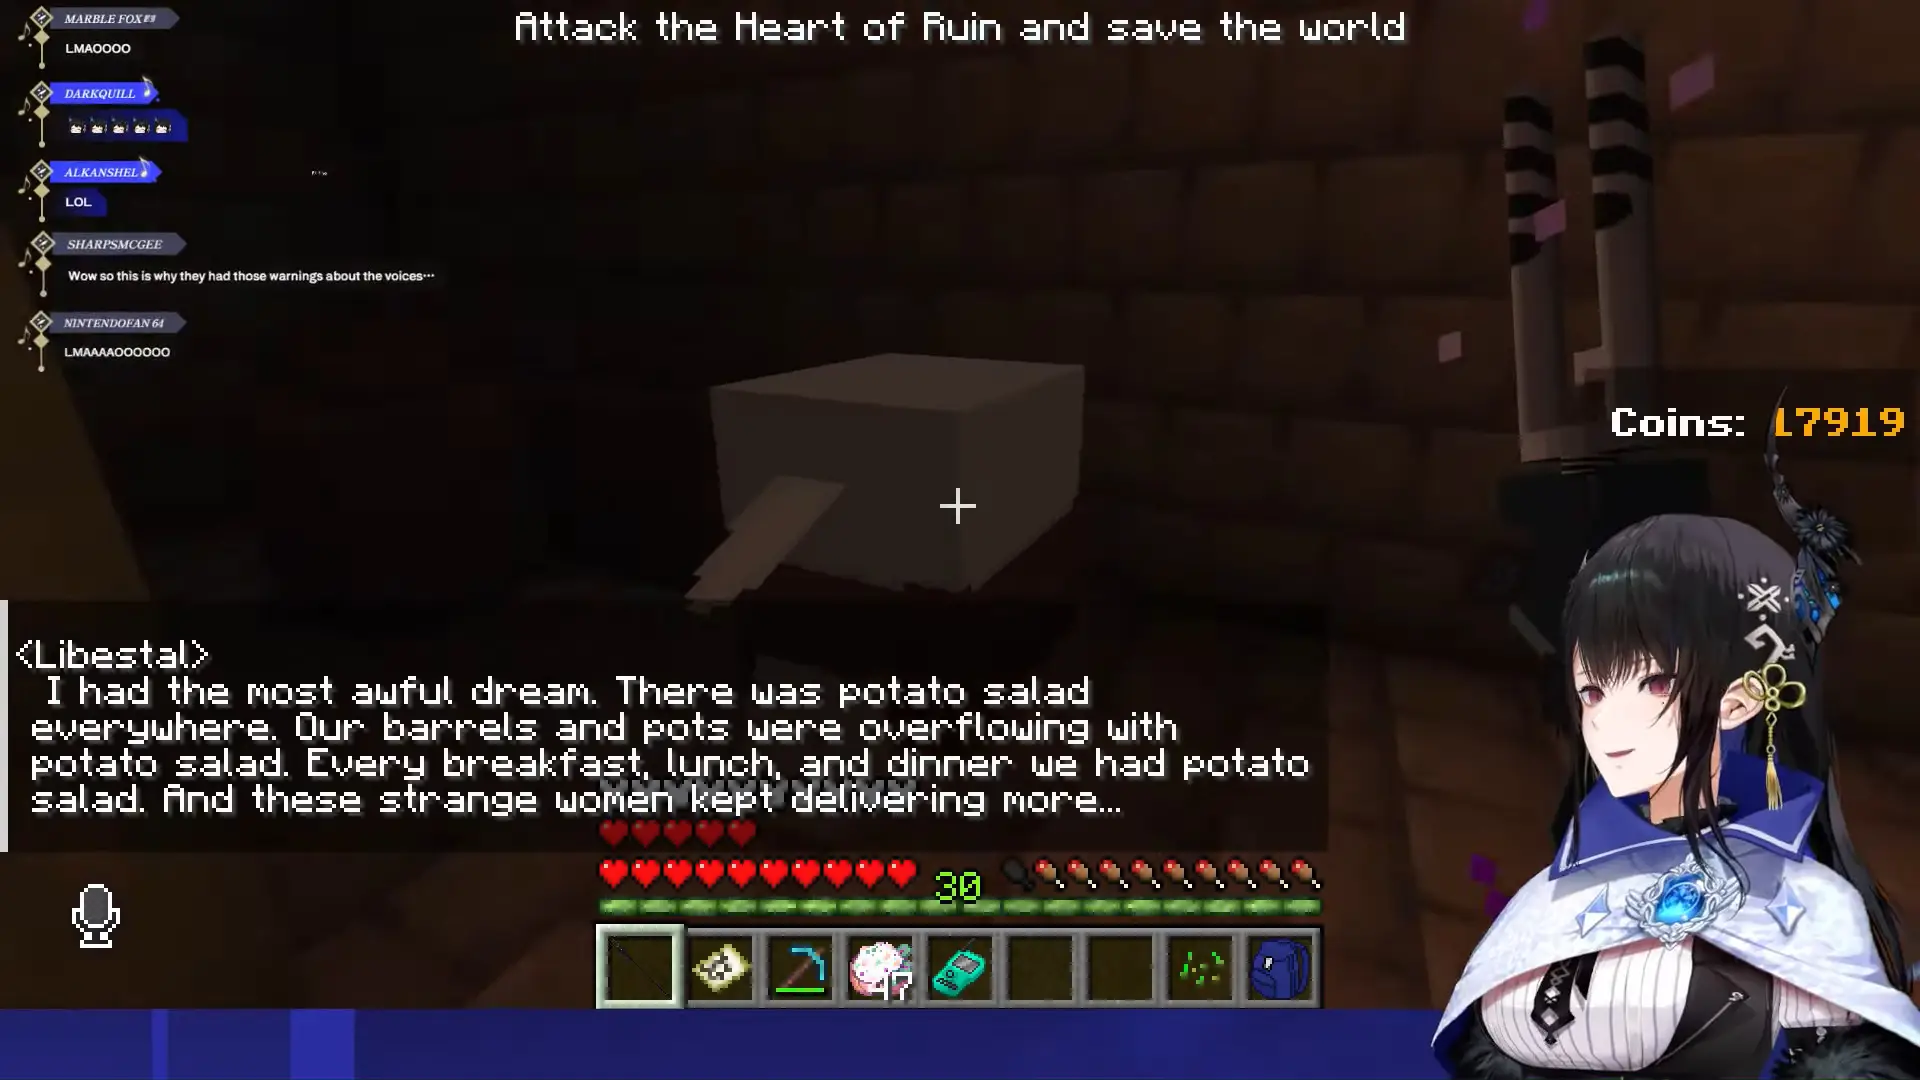 MARBLE FOX
LMAOOOO
DARKQUILL
ALKANSHEL
LOL
SHARPSMCGEE
Wow so this is why they had those warnings about the voices…
NINTENDOFAN 64
LMAAAAOOOOOO
Attack the Heart of Ruin and save the world
Coins: 17919
<Libestal>
I had the most awful dream. There was potato salad
everywhere. Our barrels and pots were overflowing with
potato salad. Every breakfast, lunch, and dinner we had potato
salad. And these strange women kept delivering more...
30
17